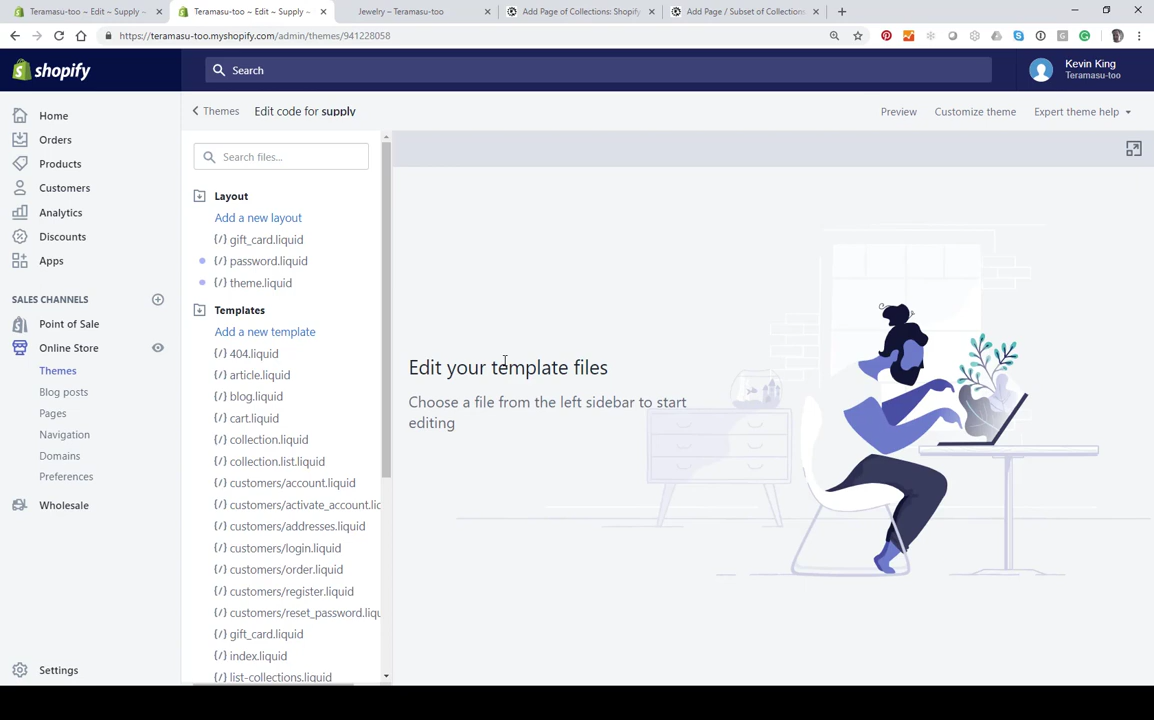 Teramasu-too ~ Edit ~ Supply ~
Teramasu-too ~ Edit ~ Supply ~
Jewelry – Teramasu-too
Add Page of Collections: Shopify
Add Page / Subset of Collections
https://teramasu-too.myshopify.com/admin/themes/941228058
shopify
Search
Kevin King
Teramasu-too
Home
Orders
Products
Customers
Analytics
Discounts
Apps
SALES CHANNELS
Point of Sale
Online Store
Themes
Blog posts
Pages
Navigation
Domains
Preferences
Wholesale
Settings
Themes
Edit code for supply
Preview
Customize theme
Expert theme help
Search files...
Layout
Add a new layout
{/} gift_card.liquid
{/} password.liquid
{/} theme.liquid
Templates
Add a new template
{/} 404.liquid
{/} article.liquid
{/} blog.liquid
{/} cart.liquid
{/} collection.liquid
{/} collection.list.liquid
{/} customers/account.liquid
{/} customers/activate_account.lic
{/} customers/addresses.liquid
{/} customers/login.liquid
{/} customers/order.liquid
{/} customers/register.liquid
{/} customers/reset_password.liqu
{/} gift_card.liquid
{/} index.liquid
{/} list-collections.liquid
Edit your template files
Choose a file from the left sidebar to start
editing